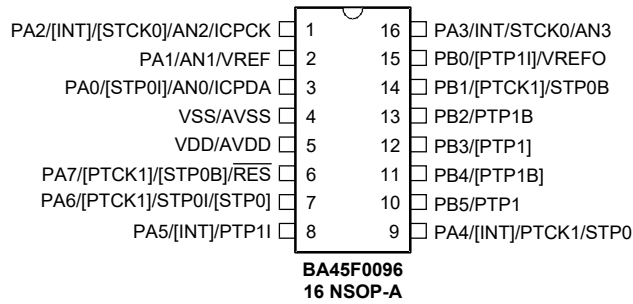 PA2/[INT]/[STCK0]/AN2/ICPCK 1 16 PA3/INT/STCK0/AN3
PA1/AN1/VREF 2 15 PB0/[PTP1I]/VREFO
PA0/[STP0I]/AN0/ICPDA 3 14 PB1/[PTCK1]/STP0B
VSS/AVSS 4 13 PB2/PTP1B
VDD/AVDD 5 12 PB3/[PTP1]
PA7/[PTCK1]/[STP0B]/RES 6 11 PB4/[PTP1B]
PA6/[PTCK1]/STP0I/[STP0] 7 10 PB5/PTP1
PA5/[INT]/PTP1I 8 9 PA4/[INT]/PTCK1/STP0
BA45F0096
16 NSOP-A